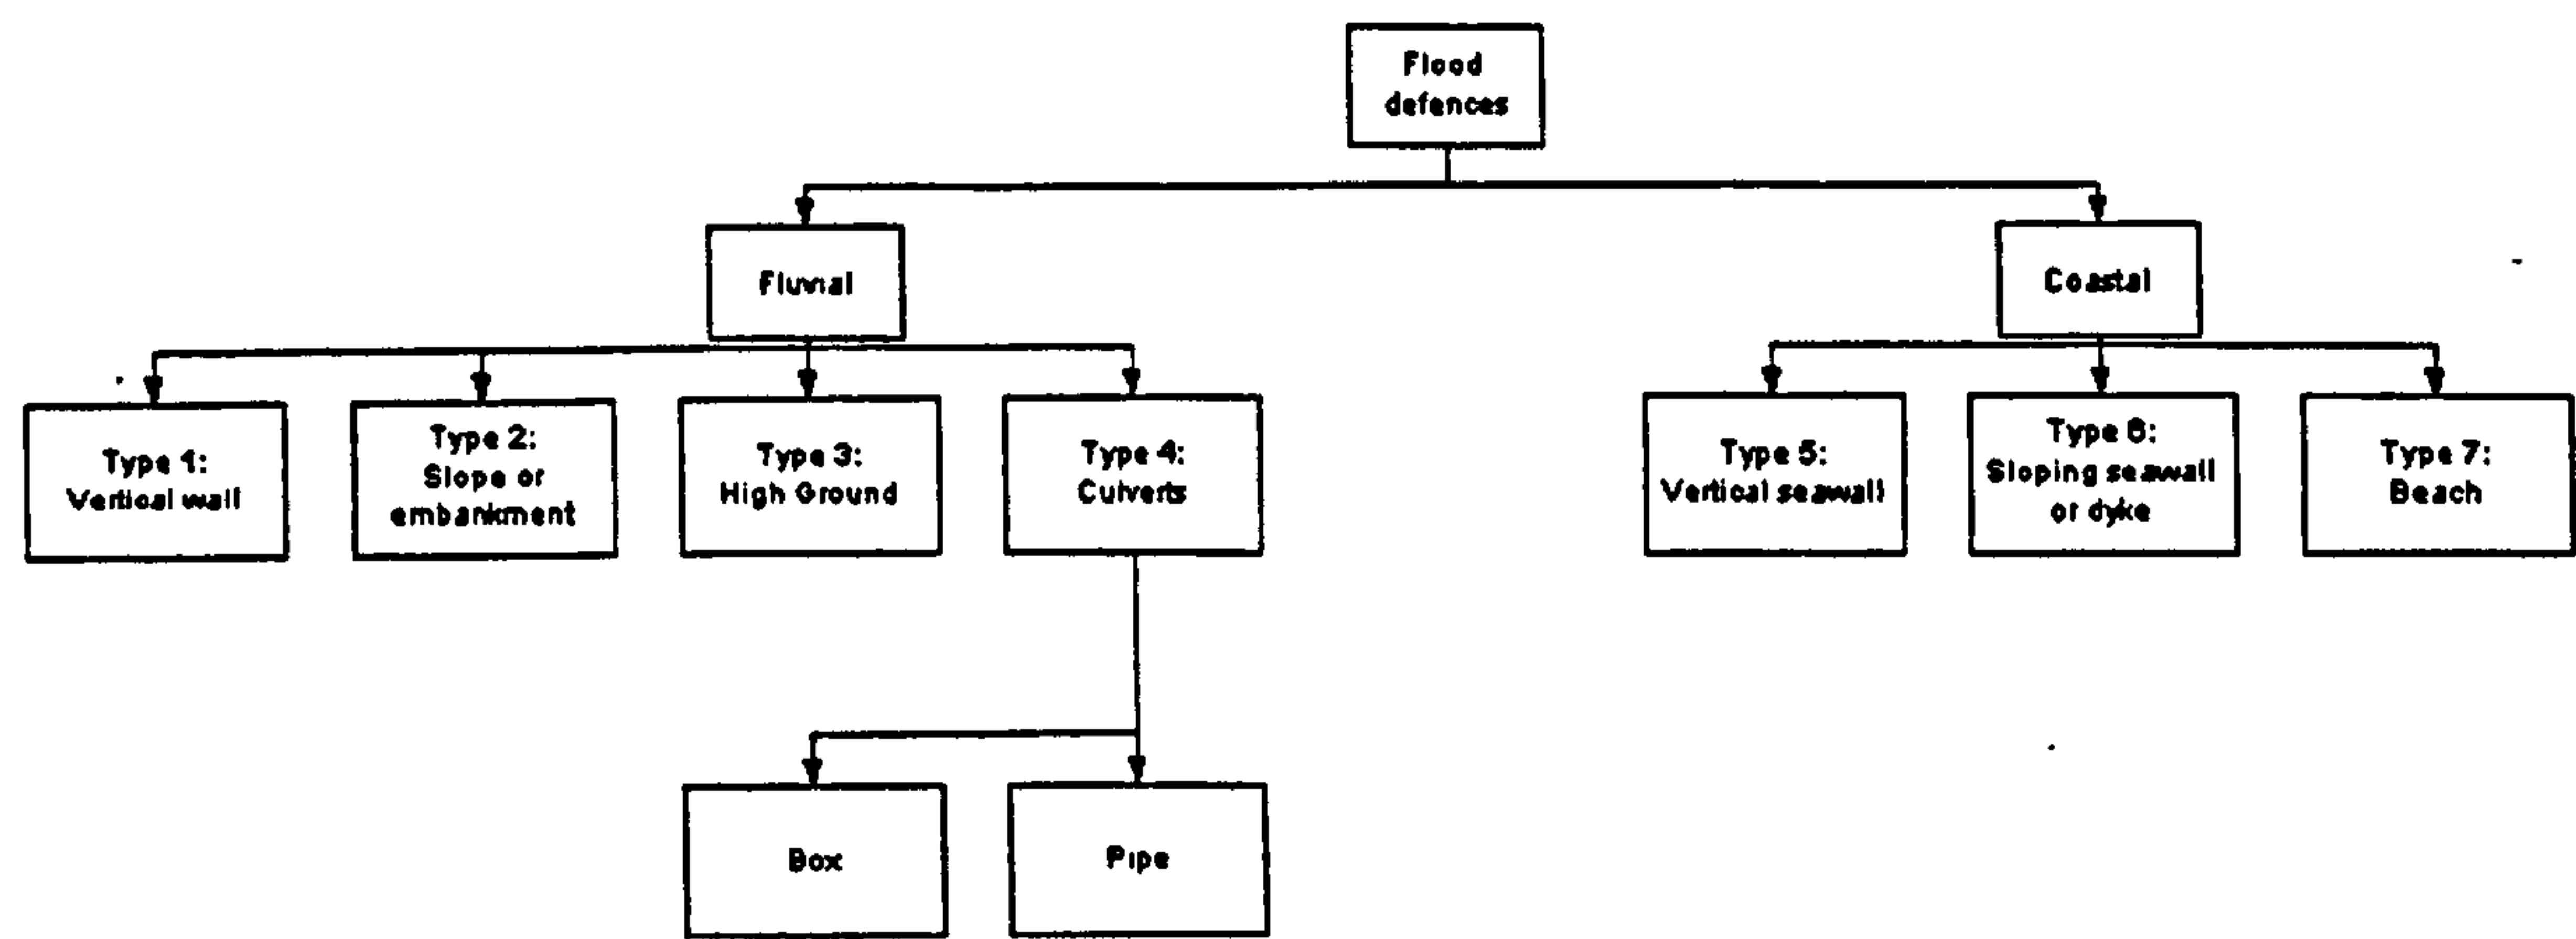 Flood
defences
Fluvial
Coastal
Type 1:
Vertical wall
Type 2:
Slope or
embankment
Type 3:
High Ground
Type 4:
Culverts
Type 5:
Vertical seawall
Type 6:
Sloping seawall
or dyke
Type 7:
Beach
Box
Pipe